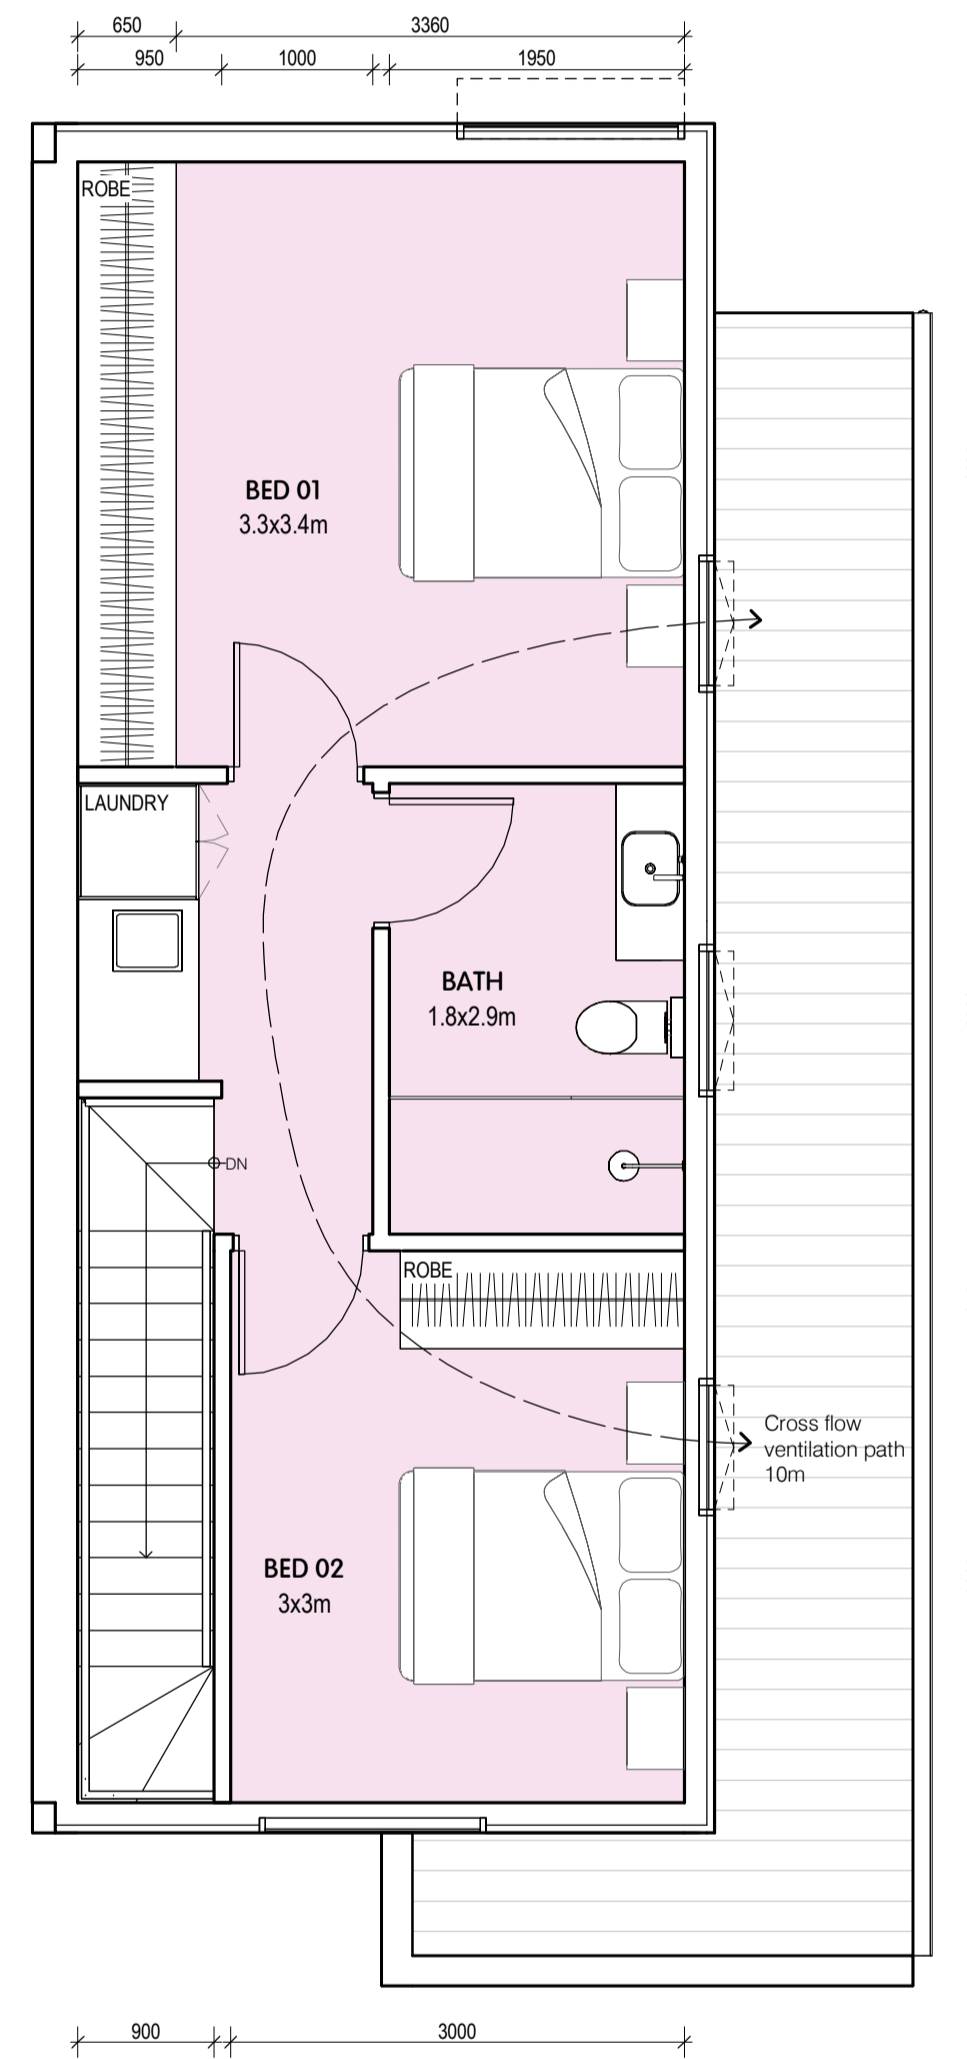 650
3360
950
1000
1950
ROBE
BED 01
3.3x3.4m
LAUNDRY
BATH
1.8x2.9m
DN
ROBE
Cross flow
ventilation path
10m
BED 02
3x3m
900
3000